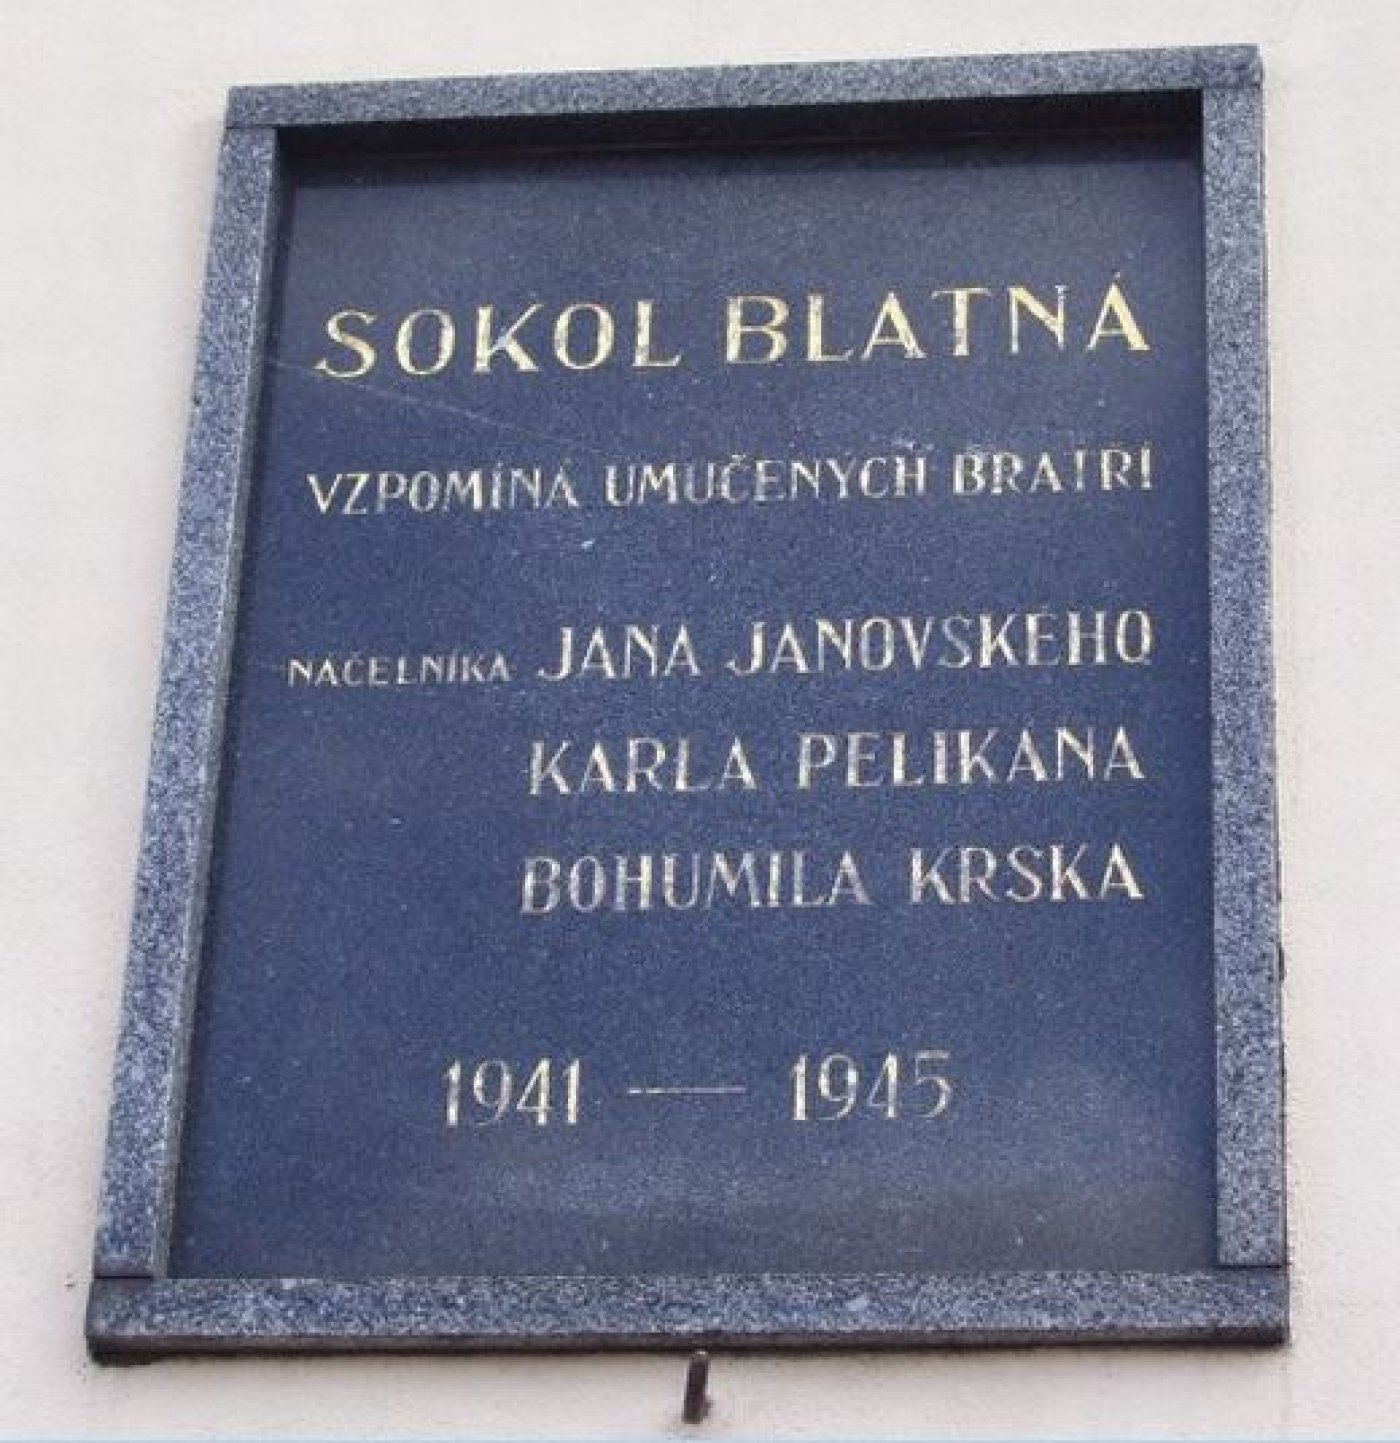 SOKOL BLATNÁ
VZPOMÍNÁ UMUČENÝCH BRATŘÍ
NÁČELNÍKA JANA JANOVSKÉHO
KARLA PELIKÁNA
BOHUMILA KRSKA
1941 — 1945